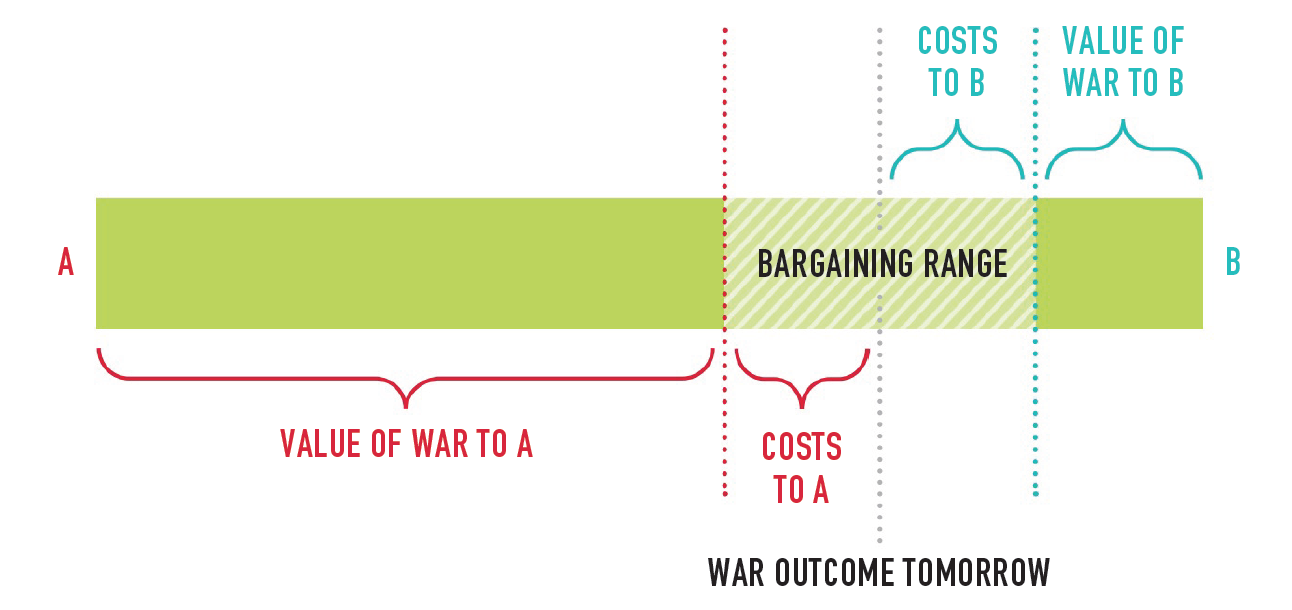 COSTS
TO B
VALUE OF
WAR TO B
A
BARGAINING RANGE
B
VALUE OF WAR TO A
COSTS
TO A
WAR OUTCOME TOMORROW